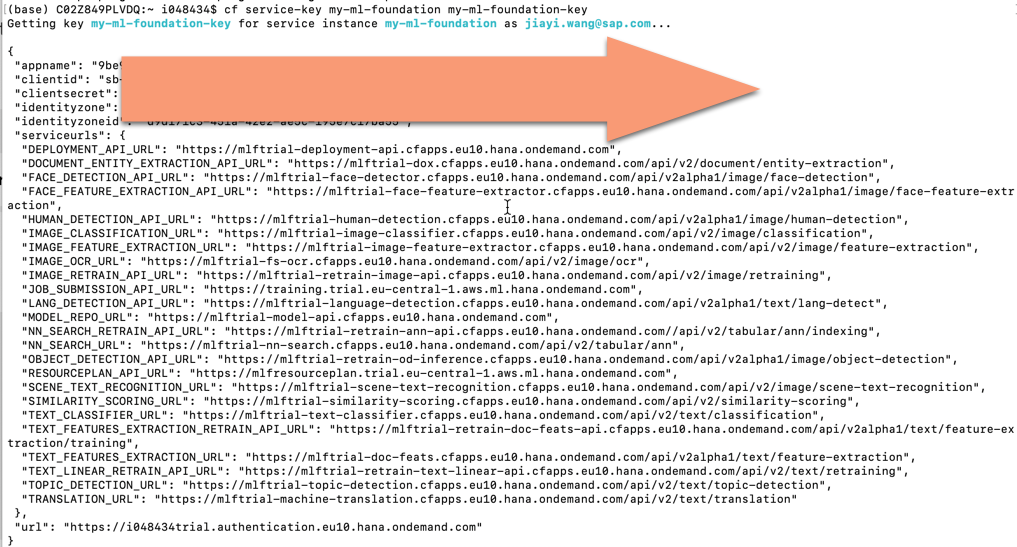 (base) C02Z849PLVDQ:~ i048434$ cf service-key my-ml-foundation my-ml-foundation-key
Getting key my-ml-foundation-key for service instance my-ml-foundation as jiayi.wang@sap.com...
{
"appname": "9be
"clientid": "sb-
"clientsecret":
"identityzone":
"identityzoneid":
"serviceurls": {
"DEPLOYMENT_API_URL": "https://mlftrial-deployment-api.cfapps.eu10.hana.ondemand.com",
"DOCUMENT_ENTITY_EXTRACTION_API_URL": "https://mlftrial-dox.cfapps.eu10.hana.ondemand.com/api/v2/document/entity-extraction",
"FACE_DETECTION_API_URL": "https://mlftrial-face-detector.cfapps.eu10.hana.ondemand.com/api/v2alpha1/image/face-detection",
"FACE_FEATURE_EXTRACTION_API_URL": "https://mlftrial-face-feature-extractor.cfapps.eu10.hana.ondemand.com/api/v2alpha1/image/face-feature-extr
action",
"HUMAN_DETECTION_API_URL": "https://mlftrial-human-detection.cfapps.eu10.hana.ondemand.com/api/v2alpha1/image/human-detection",
"IMAGE_CLASSIFICATION_URL": "https://mlftrial-image-classifier.cfapps.eu10.hana.ondemand.com/api/v2/image/classification",
"IMAGE_FEATURE_EXTRACTION_URL": "https://mlftrial-image-feature-extractor.cfapps.eu10.hana.ondemand.com/api/v2/image/feature-extraction",
"IMAGE_OCR_URL": "https://mlftrial-fs-ocr.cfapps.eu10.hana.ondemand.com/api/v2/image/ocr",
"IMAGE_RETRAIN_API_URL": "https://mlftrial-retrain-image-api.cfapps.eu10.hana.ondemand.com/api/v2/image/retraining",
"JOB_SUBMISSION_API_URL": "https://training.trial.eu-central-1.aws.ml.hana.ondemand.com",
"LANG_DETECTION_API_URL": "https://mlftrial-language-detection.cfapps.eu10.hana.ondemand.com/api/v2alpha1/text/lang-detect",
"MODEL_REPO_URL": "https://mlftrial-model-api.cfapps.eu10.hana.ondemand.com",
"NN_SEARCH_RETRAIN_API_URL": "https://mlftrial-retrain-ann-api.cfapps.eu10.hana.ondemand.com//api/v2/tabular/ann/indexing",
"NN_SEARCH_URL": "https://mlftrial-nn-search.cfapps.eu10.hana.ondemand.com/api/v2/tabular/ann",
"OBJECT_DETECTION_API_URL": "https://mlftrial-retrain-od-inference.cfapps.eu10.hana.ondemand.com/api/v2alpha1/image/object-detection",
"RESOURCEPLAN_API_URL": "https://mlfresourceplan.trial.eu-central-1.aws.ml.hana.ondemand.com",
"SCENE_TEXT_RECOGNITION_URL": "https://mlftrial-scene-text-recognition.cfapps.eu10.hana.ondemand.com/api/v2/image/scene-text-recognition",
"SIMILARITY_SCORING_URL": "https://mlftrial-similarity-scoring.cfapps.eu10.hana.ondemand.com/api/v2/similarity-scoring",
"TEXT_CLASSIFIER_URL": "https://mlftrial-text-classifier.cfapps.eu10.hana.ondemand.com/api/v2/text/classification",
"TEXT_FEATURES_EXTRACTION_RETRAIN_API_URL": "https://mlftrial-retrain-doc-feats-api.cfapps.eu10.hana.ondemand.com/api/v2alpha1/text/feature-ex
traction/training",
"TEXT_FEATURES_EXTRACTION_URL": "https://mlftrial-doc-feats.cfapps.eu10.hana.ondemand.com/api/v2alpha1/text/feature-extraction",
"TEXT_LINEAR_RETRAIN_API_URL": "https://mlftrial-retrain-text-linear-api.cfapps.eu10.hana.ondemand.com/api/v2/text/retraining",
"TOPIC_DETECTION_URL": "https://mlftrial-topic-detection.cfapps.eu10.hana.ondemand.com/api/v2/text/topic-detection",
"TRANSLATION_URL": "https://mlftrial-machine-translation.cfapps.eu10.hana.ondemand.com/api/v2/text/translation"
},
"url": "https://i048434trial.authentication.eu10.hana.ondemand.com"
}